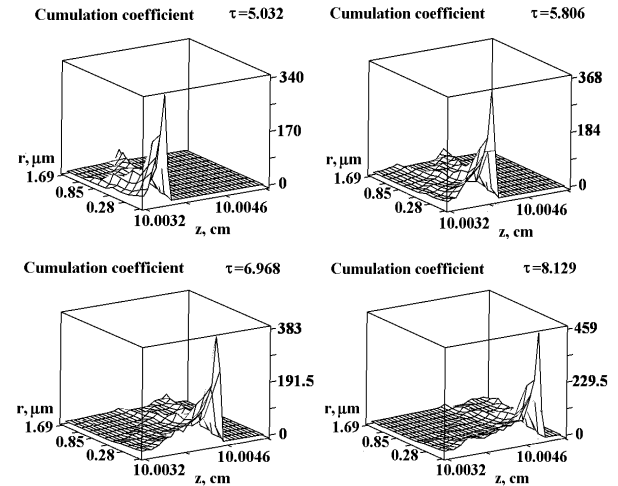 Cumulation coefficient τ=5.032
340
170
0
r, μm
1.69
0.85
0.28
10.0032
10.0046
z, cm
Cumulation coefficient τ=5.806
368
184
0
r, μm
1.69
0.85
0.28
10.0032
10.0046
z, cm
Cumulation coefficient τ=6.968
383
191.5
0
r, μm
1.69
0.85
0.28
10.0032
10.0046
z, cm
Cumulation coefficient τ=8.129
459
229.5
0
r, μm
1.69
0.85
0.28
10.0032
10.0046
z, cm